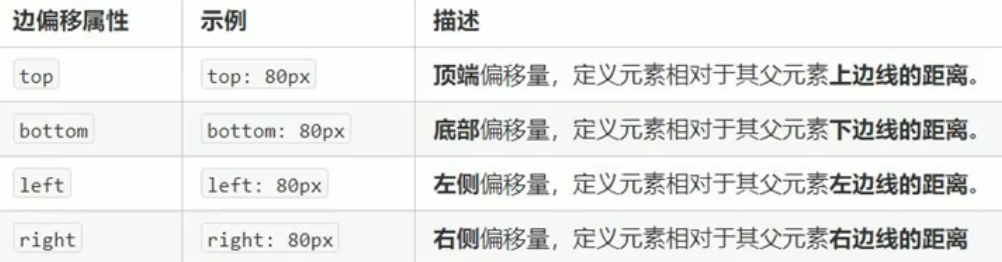 边偏移属性 示例 描述
top top: 80px 顶端偏移量，定义元素相对于其父元素上边线的距离。
bottom bottom: 80px 底部偏移量，定义元素相对于其父元素下边线的距离。
left left: 80px 左侧偏移量，定义元素相对于其父元素左边线的距离。
right right: 80px 右侧偏移量，定义元素相对于其父元素右边线的距离